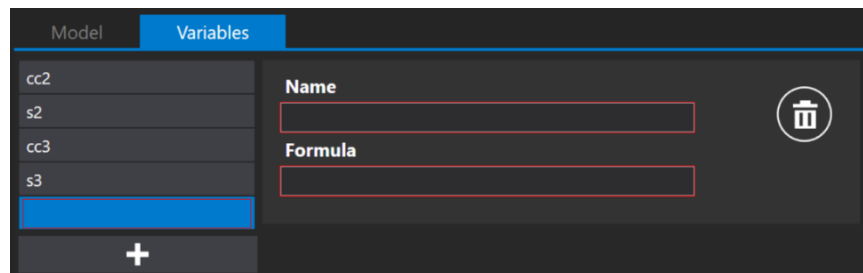 Model Variables
cc2
s2
cc3
s3
Name
Formula